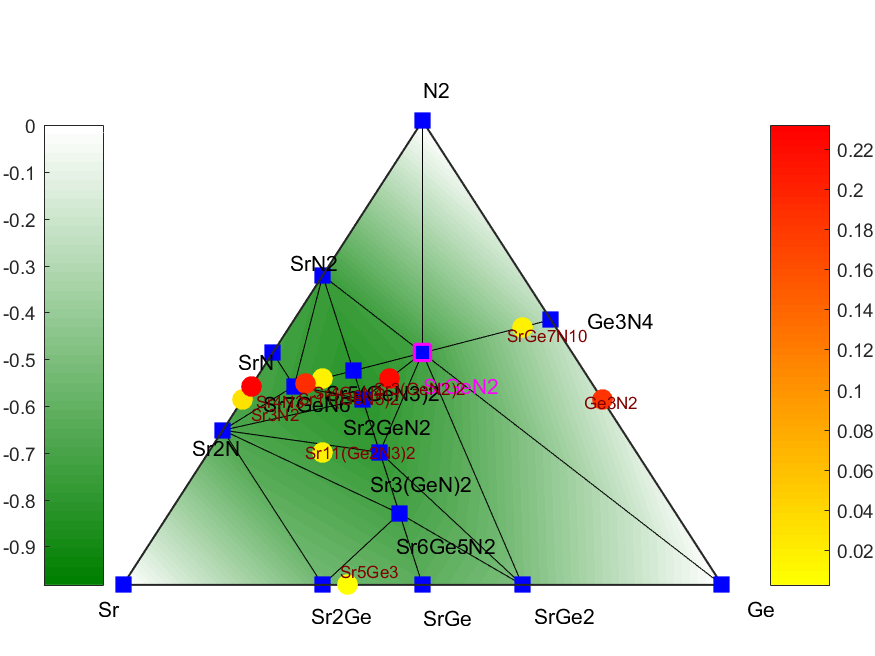 N2
0
-0.1
-0.2
-0.3
-0.4
-0.5
-0.6
-0.7
-0.8
-0.9
0.22
0.2
0.18
0.16
0.14
0.12
0.1
0.08
0.06
0.04
0.02
SrN2
Ge3N4
SrGe7N10
SrN
SrGeN2
Ge3N2
Sr7GeN6
Sr3N2
Sr2GeN2
Sr2N
Sr11(Ge2N3)2
Sr3(GeN)2
Sr6Ge5N2
Sr5Ge3
Sr
Sr2Ge
SrGe
SrGe2
Ge